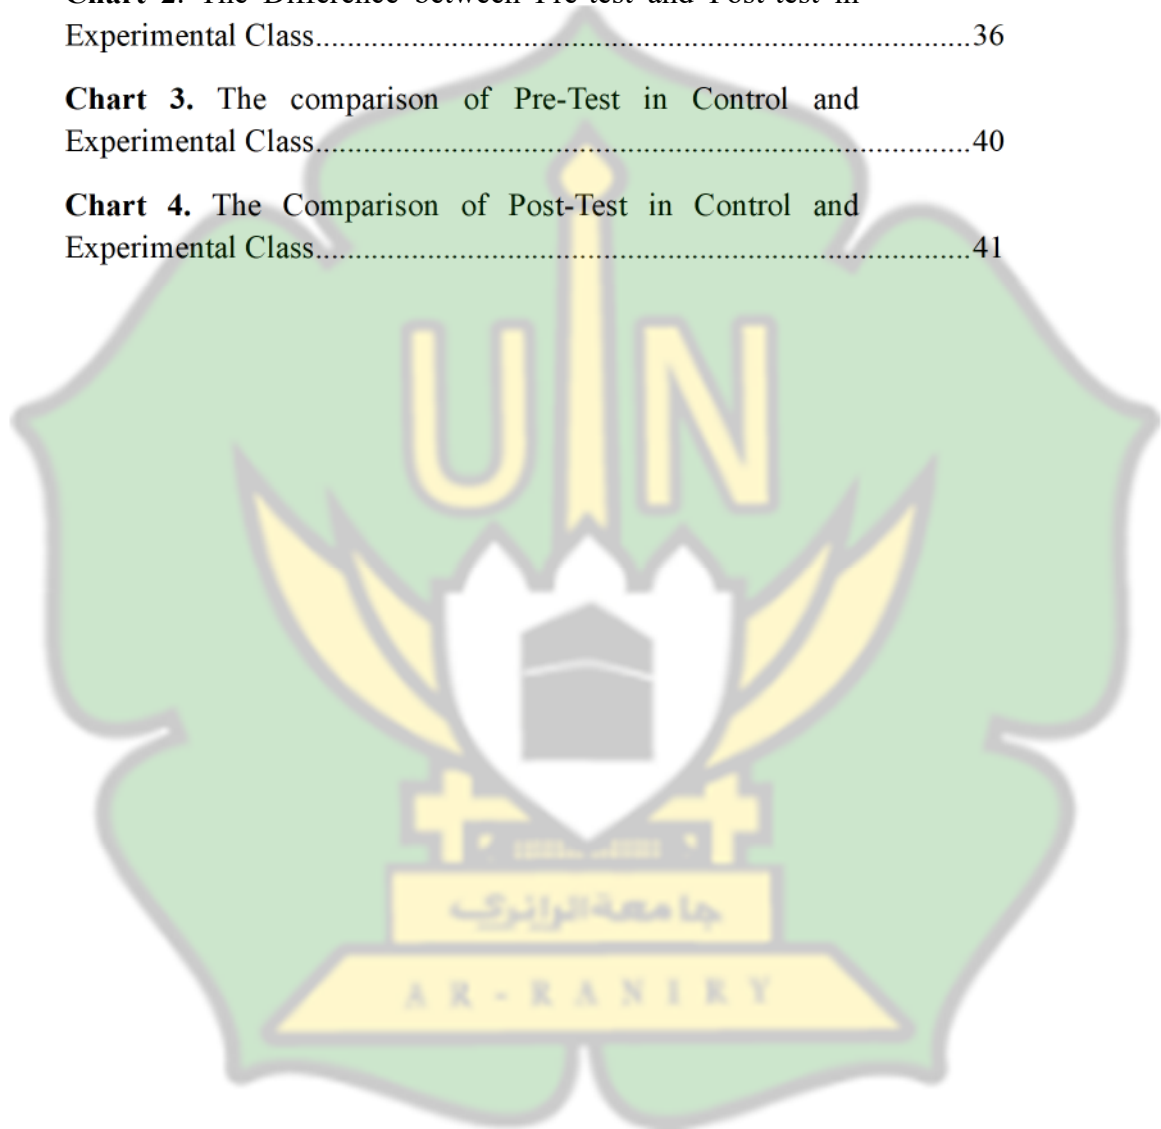 Chart 2. The Difference between Pre-test and Post-test in
Experimental Class....................................................................................36
Chart 3. The comparison of Pre-Test in Control and
Experimental Class....................................................................................40
Chart 4. The Comparison of Post-Test in Control and
Experimental Class....................................................................................41
U N
جامعة الرانري
AR-RANIRY